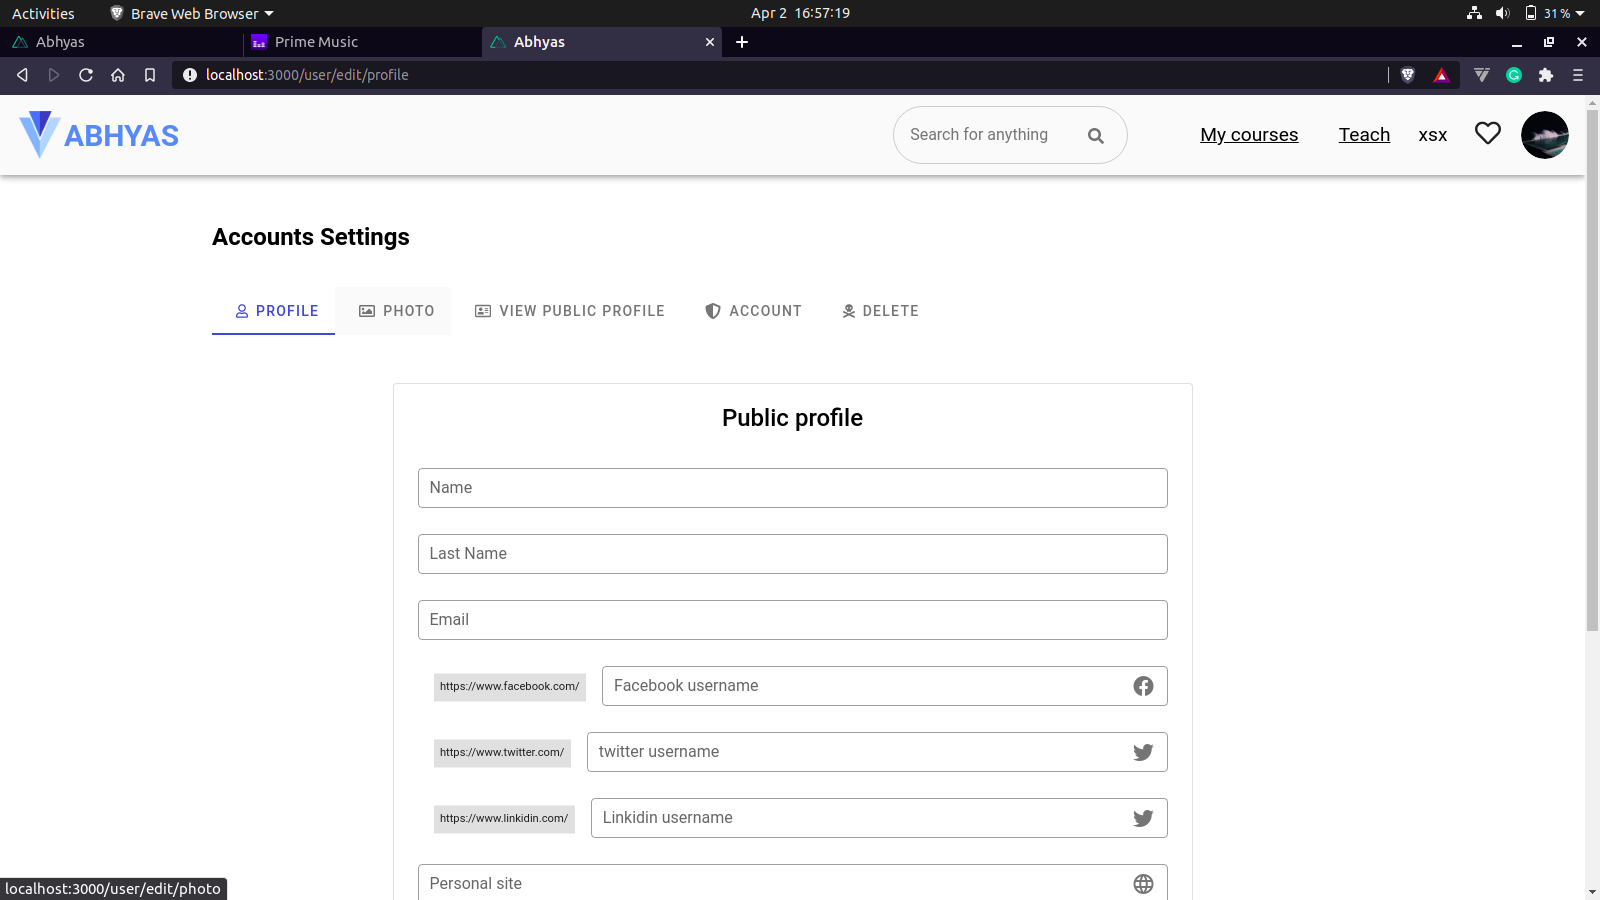 Activities Brave Web Browser Apr 2 16:57:19 31%
Abhyas Prime Music Abhyas
localhost:3000/user/edit/profile
ABHYAS Search for anything My courses Teach xsx
Accounts Settings
PROFILE PHOTO VIEW PUBLIC PROFILE ACCOUNT DELETE
Public profile
Name
Last Name
Email
https://www.facebook.com/ Facebook username
https://www.twitter.com/ twitter username
https://www.linkidin.com/ Linkidin username
Personal site
localhost:3000/user/edit/photo